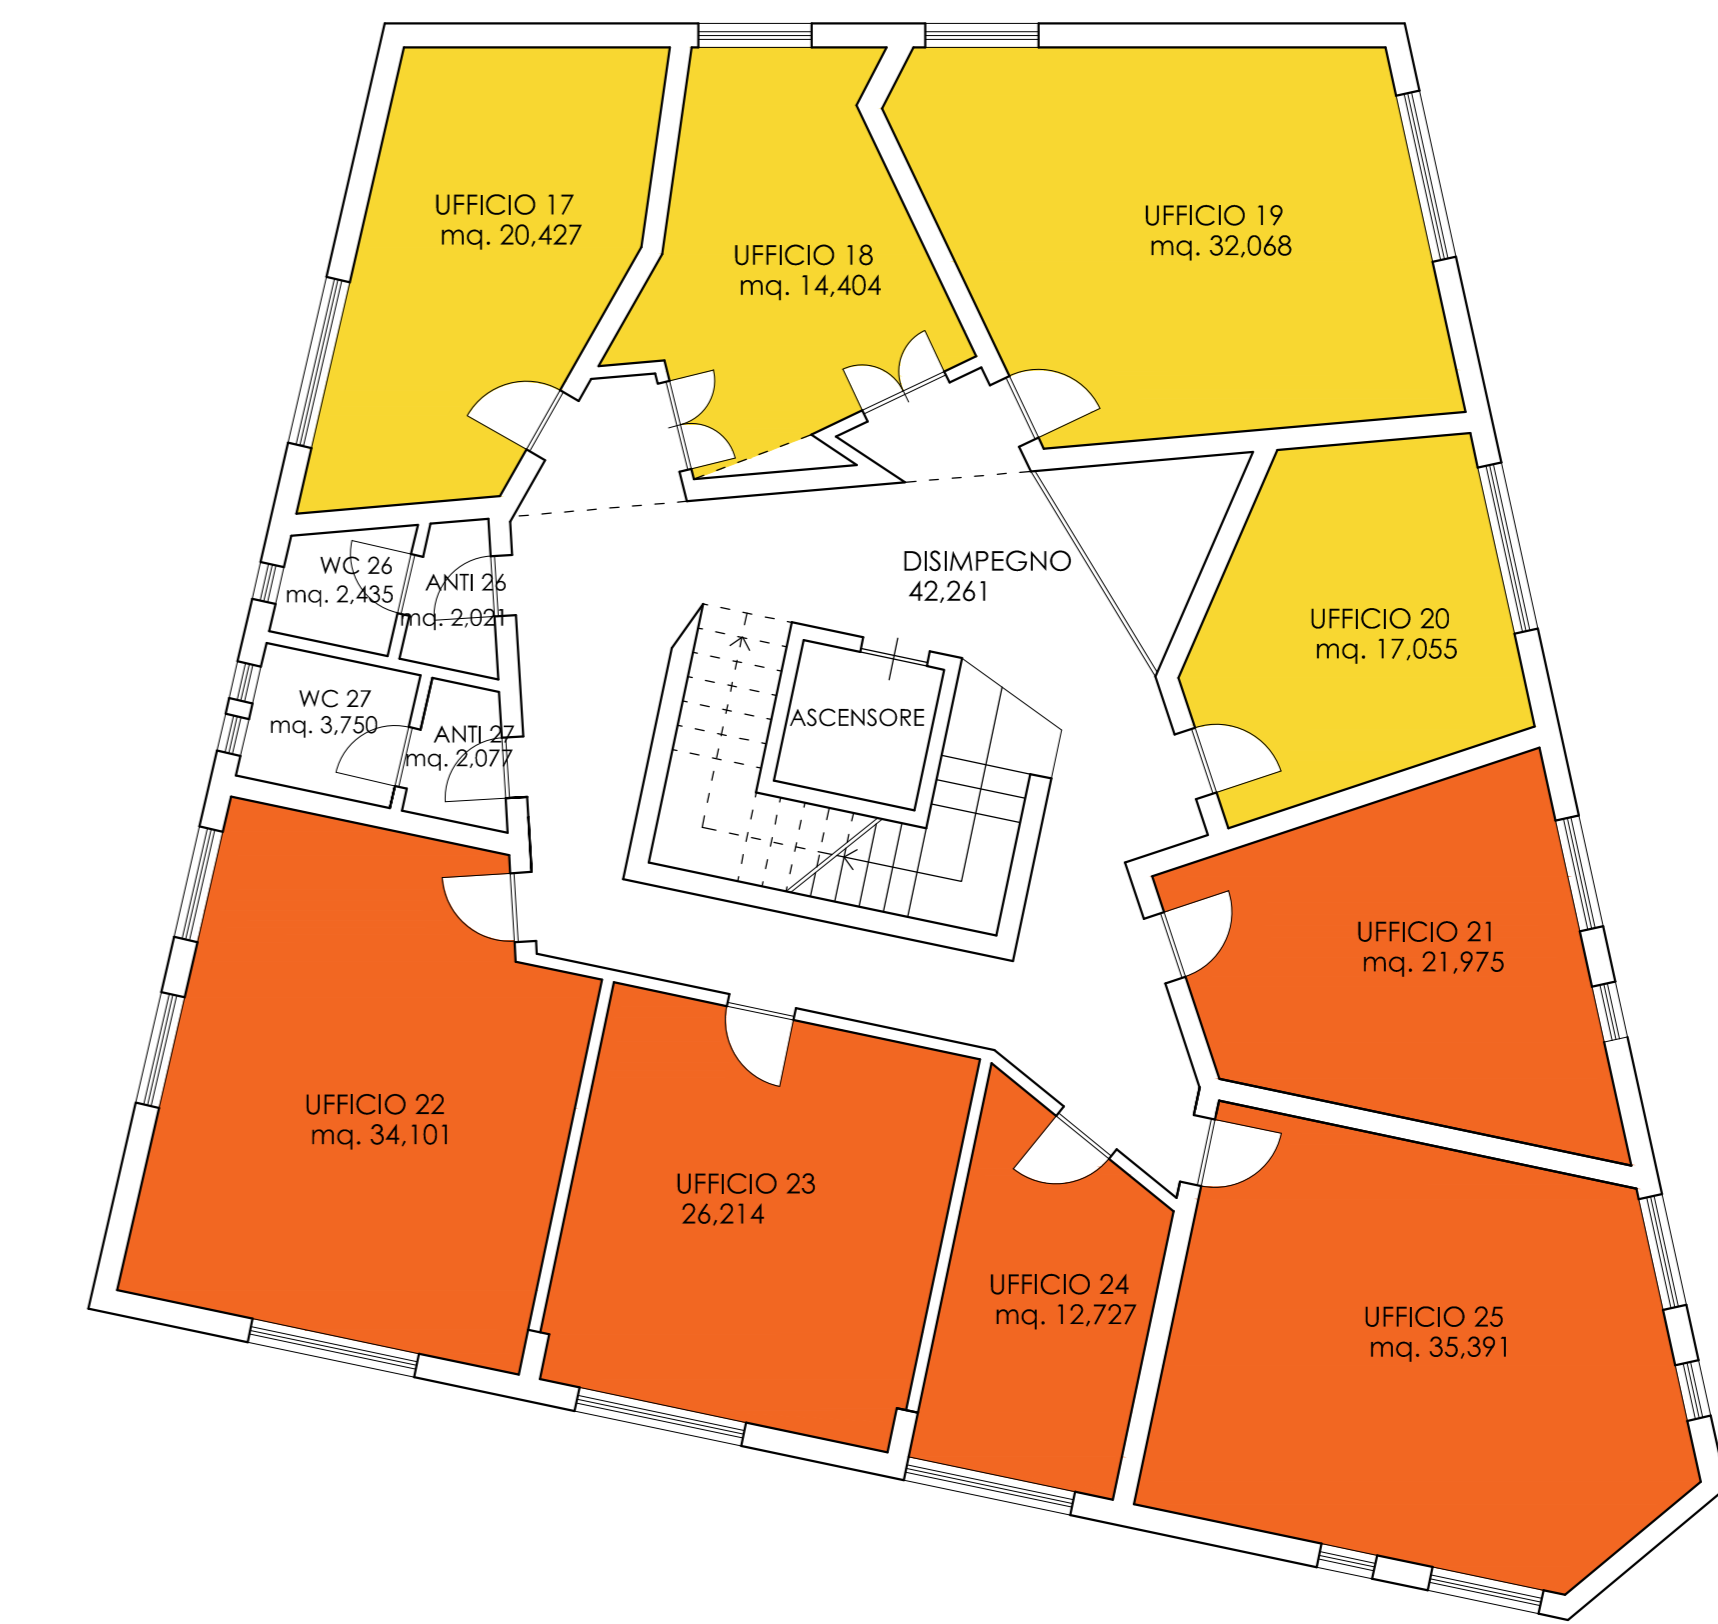 UFFICIO 17
mq. 20,427
UFFICIO 18
mq. 14,404
UFFICIO 19
mq. 32,068
DISIMPEGNO
42,261
WC 26
mq. 2,435
ANTI 26
mq. 2,021
UFFICIO 20
mq. 17,055
WC 27
mq. 3,750
ANTI 27
mq. 2,077
ASCENSORE
UFFICIO 21
mq. 21,975
UFFICIO 22
mq. 34,101
UFFICIO 23
26,214
UFFICIO 24
mq. 12,727
UFFICIO 25
mq. 35,391